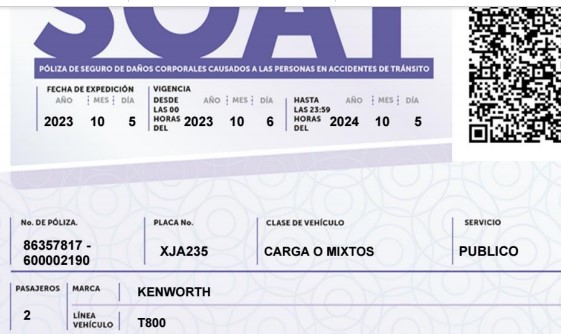 SOAT
PÓLIZA DE SEGURO DE DAÑOS CORPORALES CAUSADOS A LAS PERSONAS EN ACCIDENTES DE TRÁNSITO
FECHA DE EXPEDICIÓN
AÑO MES DÍA
2023 10 5
VIGENCIA
DESDE LAS 00 HORAS DEL
AÑO MES DÍA
2023 10 6
HASTA LAS 23:59 HORAS DEL
AÑO MES DÍA
2024 10 5
No. DE PÓLIZA.
86357817 -
600002190
PLACA No.
XJA235
CLASE DE VEHÍCULO
CARGA O MIXTOS
SERVICIO
PUBLICO
PASAJEROS
2
MARCA
KENWORTH
LÍNEA
VEHÍCULO
T800